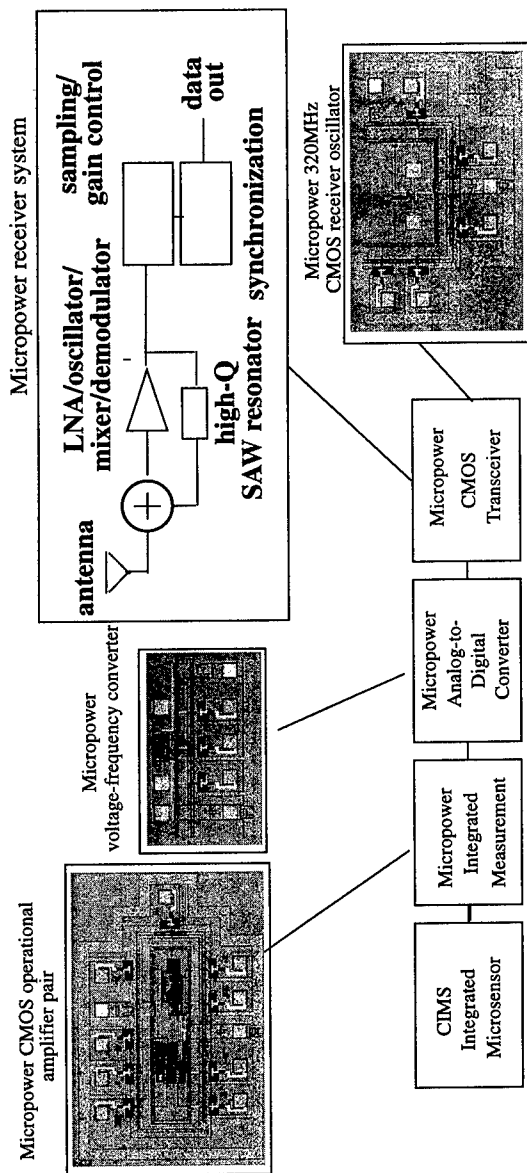 Micropower CMOS operational
amplifier pair
Micropower
voltage-frequency converter
Micropower receiver system
antenna
LNA/oscillator/
mixer/demodulator
high-Q
SAW resonator
sampling/
gain control
data
out
synchronization
Micropower 320MHz
CMOS receiver oscillator
CIMS
Integrated
Microsensor
Micropower
Integrated
Measurement
Micropower
Analog-to-
Digital
Converter
Micropower
CMOS
Transceiver